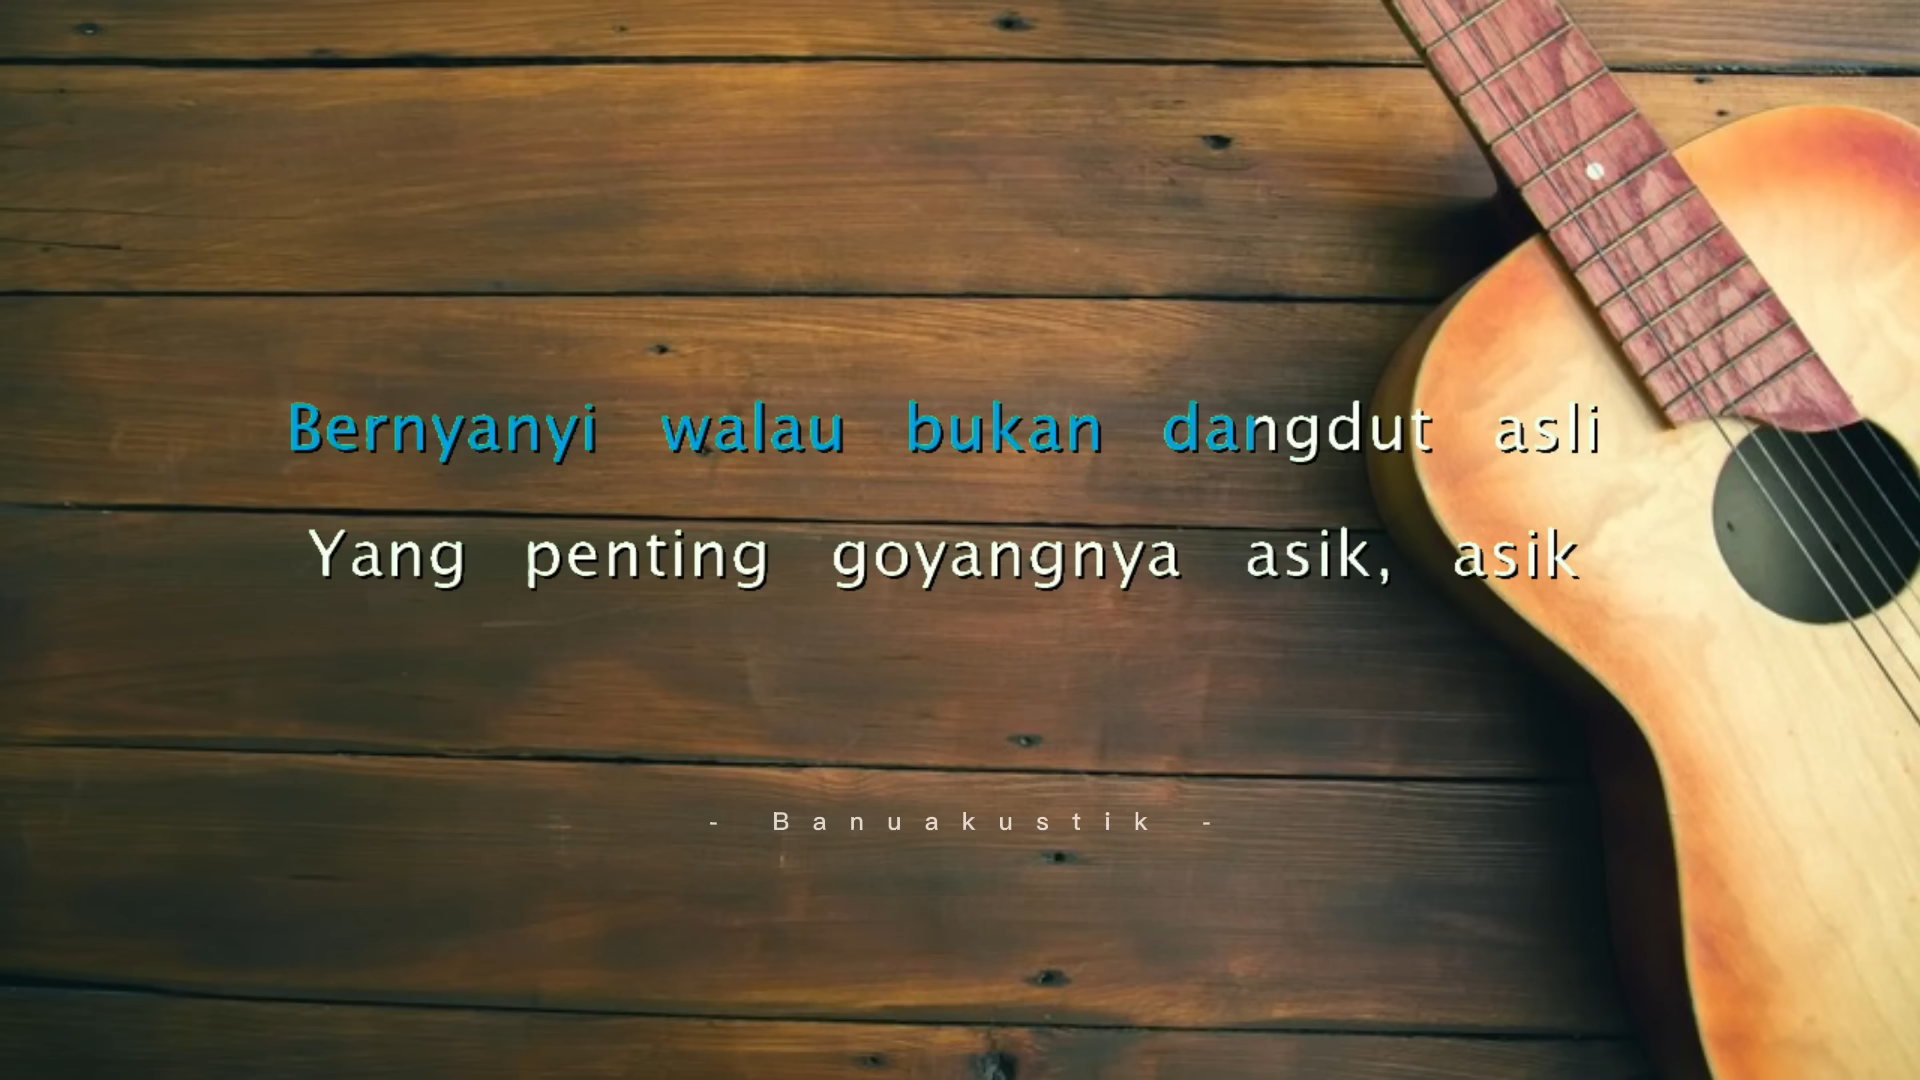 Bernyanyi walau bukan dangdut asli
Yang penting goyangnya asik, asik
- Banuakustik -